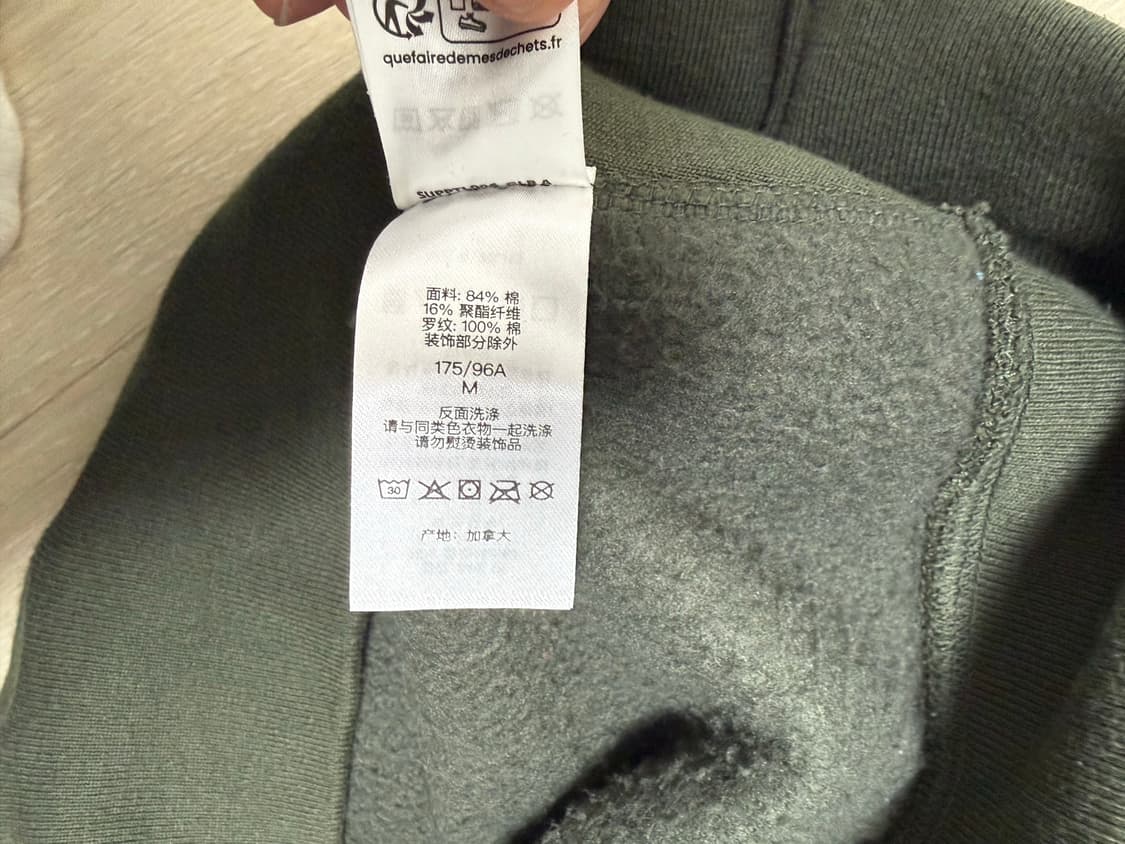 quefairedemesdechets.fr
面料: 84% 棉
16% 聚酯纤维
罗纹: 100% 棉
装饰部分除外
175/96A
M
反面洗涤
请与同类色衣物一起洗涤
请勿熨烫装饰品
30
产地: 加拿大